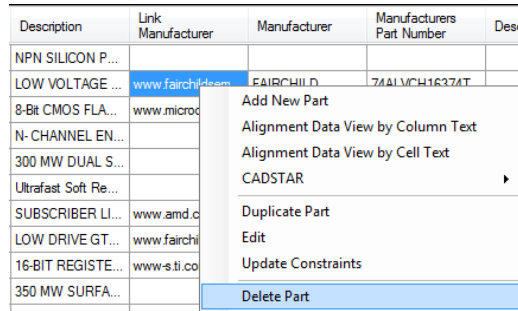 Description Link Manufacturer Manufacturer Manufacturers Part Number Desc
NPN SILICON P...
LOW VOLTAGE ... www.fairchildsem FAIRCHILD 74ALVCH16374T
8-Bit CMOS FLA... www.microc
Add New Part
N- CHANNEL EN...
Alignment Data View by Column Text
300 MW DUAL S...
Alignment Data View by Cell Text
Ultrafast Soft Re...
CADSTAR
SUBSCRIBER LI... www.amd.c
Duplicate Part
LOW DRIVE GT... www.fairchi
Edit
16-BIT REGISTE... www-s.ti.co
Update Constraints
350 MW SURFA...
Delete Part